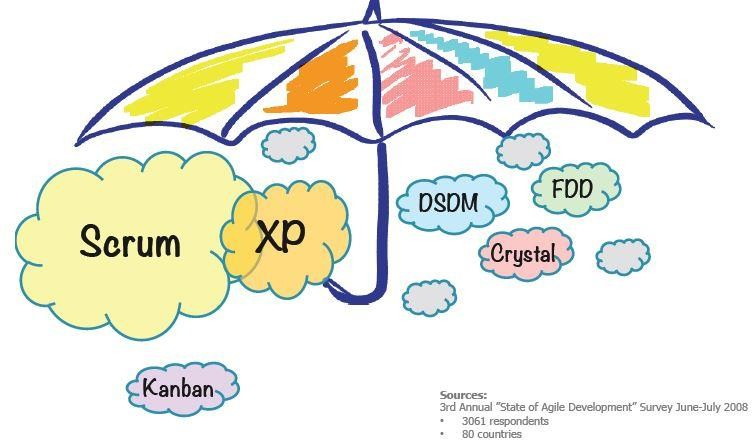 Scrum
XP
DSDM
FDD
Crystal
Kanban
Sources:
3rd Annual "State of Agile Development" Survey June-July 2008
• 3061 respondents
• 80 countries